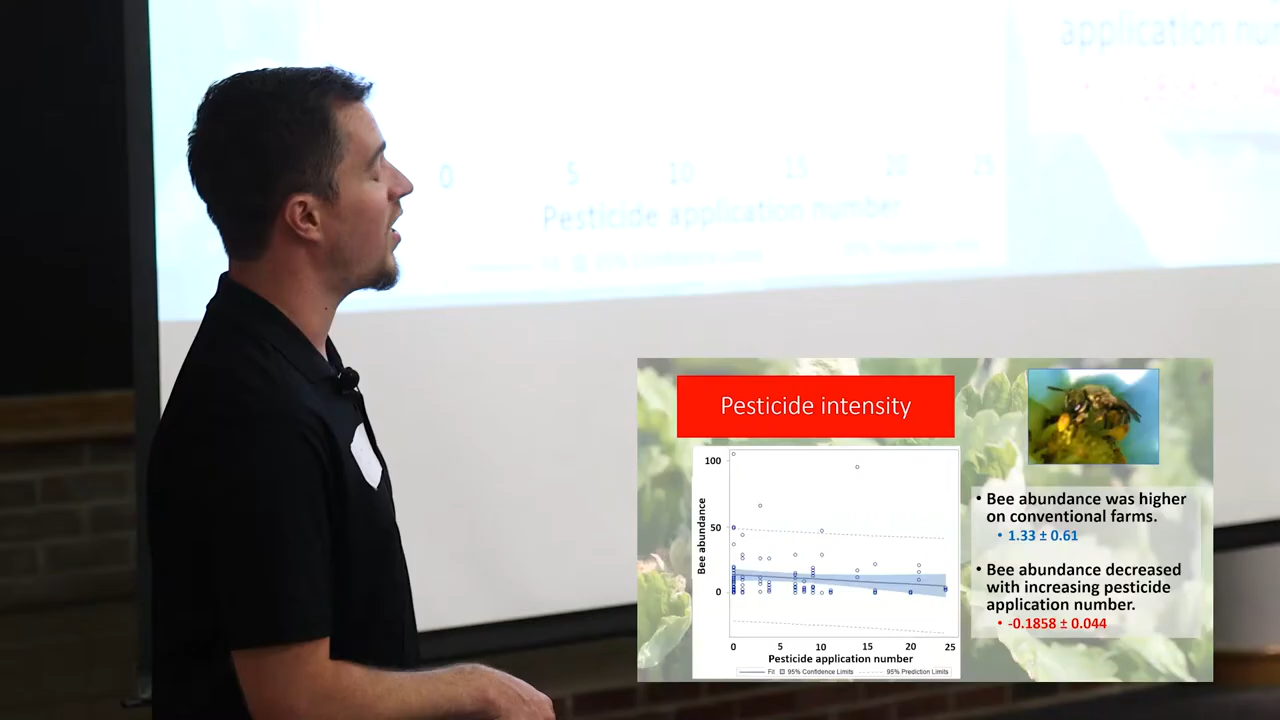 application
0 5 10 15 20 25
Pesticide application number
Pesticide intensity
100
50
0
Bee abundance
0 5 10 15 20 25
Pesticide application number
Fit 95% Confidence Limits 95% Prediction Limits
• Bee abundance was higher
on conventional farms.
• 1.33 ± 0.61
• Bee abundance decreased
with increasing pesticide
application number.
• -0.1858 ± 0.044